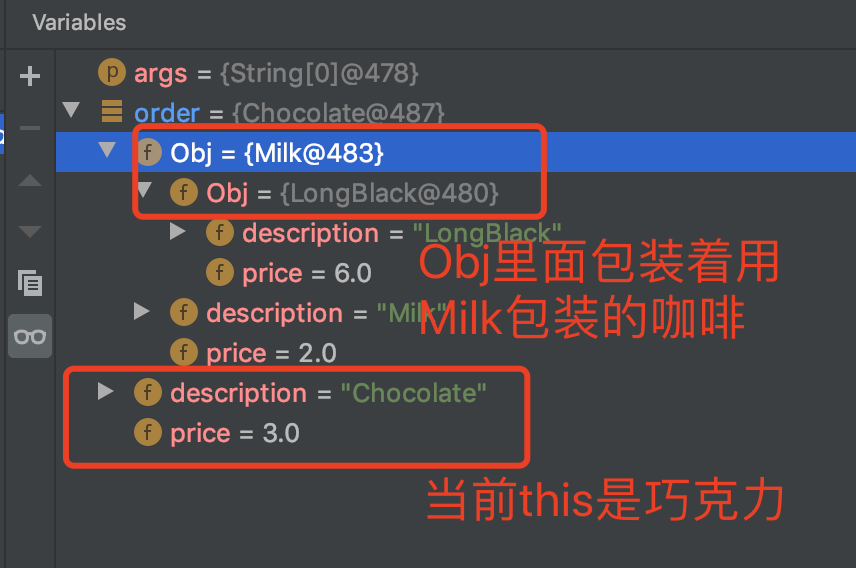 Variables
args = {String[0]@478}
order = {Chocolate@487}
Obj = {Milk@483}
Obj = {LongBlack@480}
description = "LongBlack"
price = 6.0
Obj里面包装着用
Milk包装的咖啡
description = "Milk"
price = 2.0
description = "Chocolate"
price = 3.0
当前this是巧克力